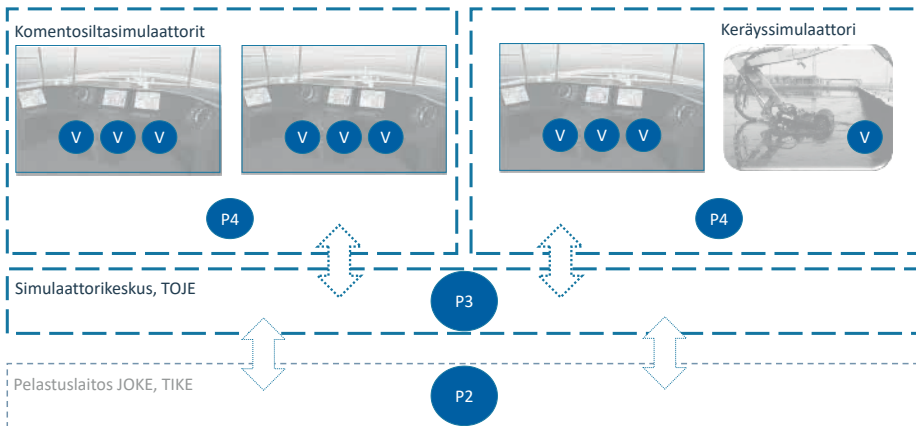 Komentosiltasimulaattorit
Keräyssimulaattori
V V V
V V V
V V V
V
P4
P4
Simulaattorikeskus, TOJE
P3
Pelastuslaitos JOKE, TIKE
P2